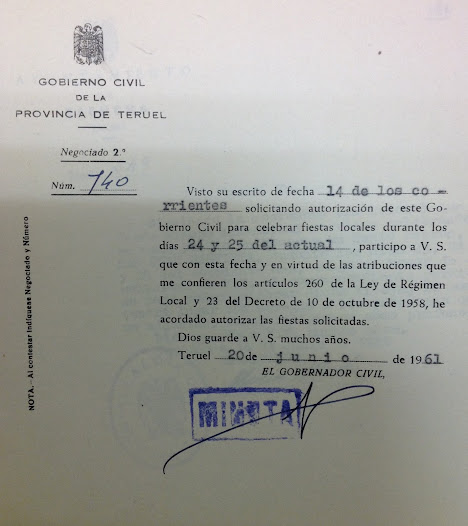 GOBIERNO CIVIL
DE LA
PROVINCIA DE TERUEL
Negociado 2.º
Núm. 740
NOTA.- Al contestar indíquense Negociado y Número
Visto su escrito de fecha 14 de los co -
rrientes solicitando autorización de este Go-
bierno Civil para celebrar fiestas locales durante los
días 24 y 25 del actual, participo a V. S.
que con esta fecha y en virtud de las atribuciones que
me confieren los artículos 260 de la Ley de Régimen
Local y 23 del Decreto de 10 de octubre de 1958, he
acordado autorizar las fiestas solicitadas.
Dios guarde a V. S. muchos años.
Teruel 20 de junio de 1961
EL GOBERNADOR CIVIL,
MINUTA